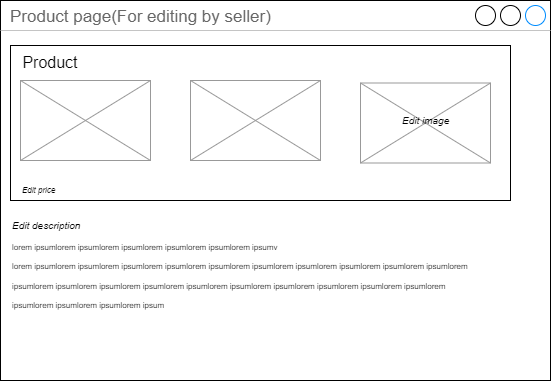 Product page(For editing by seller)
Product
Edit image
Edit price
Edit description
lorem ipsumlorem ipsumlorem ipsumlorem ipsumlorem ipsumlorem ipsumv
lorem ipsumlorem ipsumlorem ipsumlorem ipsumlorem ipsumlorem ipsumlorem ipsumlorem ipsumlorem ipsumlorem
ipsumlorem ipsumlorem ipsumlorem ipsumlorem ipsumlorem ipsumlorem ipsumlorem ipsumlorem ipsumlorem
ipsumlorem ipsumlorem ipsumlorem ipsum